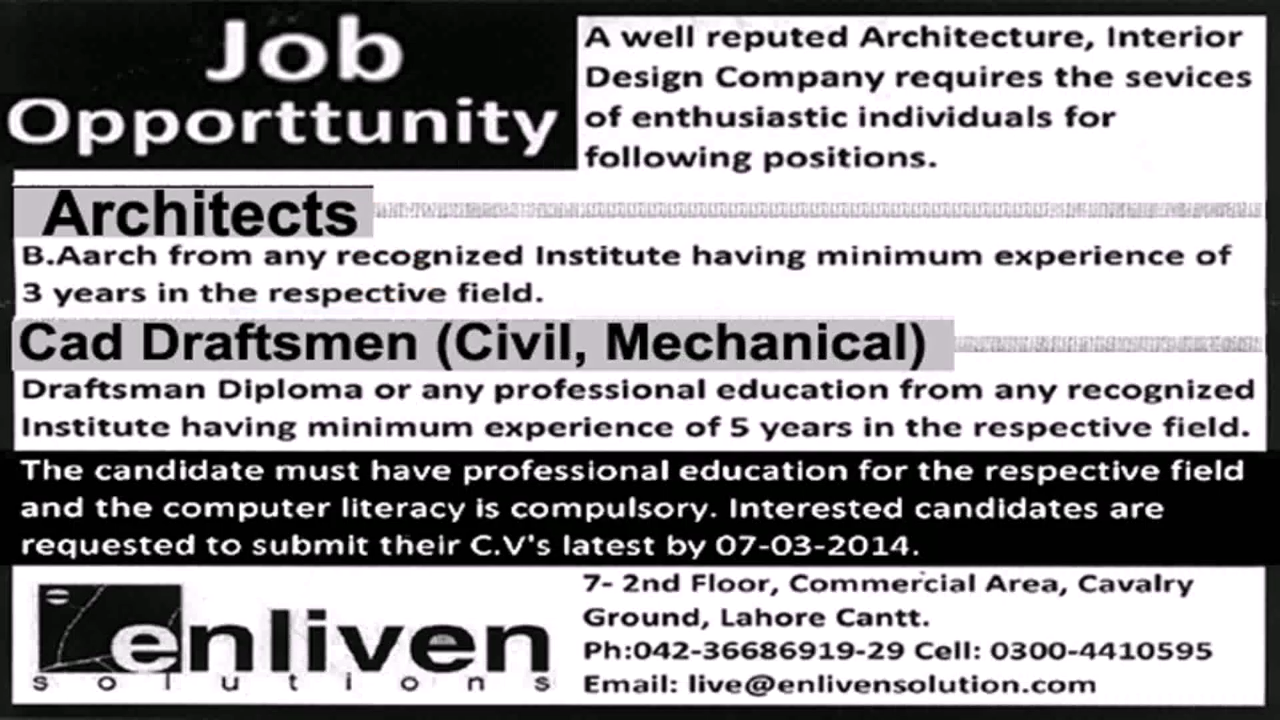 Job
Opporttunity
A well reputed Architecture, Interior
Design Company requires the sevices
of enthusiastic individuals for
following positions.
Architects
B.Aarch from any recognized Institute having minimum experience of
3 years in the respective field.
Cad Draftsmen (Civil, Mechanical)
Draftsman Diploma or any professional education from any recognized
Institute having minimum experience of 5 years in the respective field.
The candidate must have professional education for the respective field
and the computer literacy is compulsory. Interested candidates are
requested to submit their C.V's latest by 07-03-2014.
enliven
solutions
7- 2nd Floor, Commercial Area, Cavalry
Ground, Lahore Cantt.
Ph:042-36686919-29 Cell: 0300-4410595
Email: live@enlivensolution.com